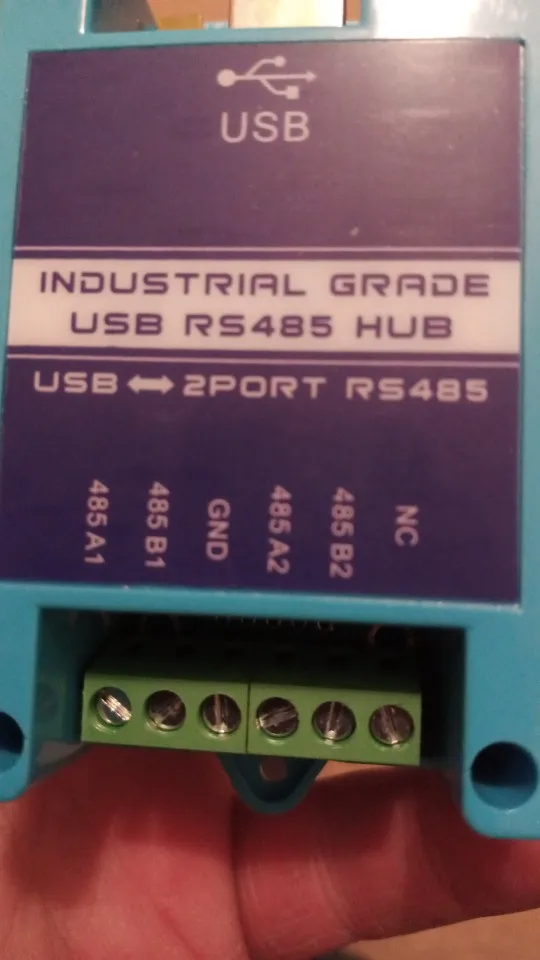 USB
INDUSTRIAL GRADE
USB RS485 HUB
USB ↔ 2PORT RS485
485 A1
485 B1
GND
485 A2
485 B2
NC